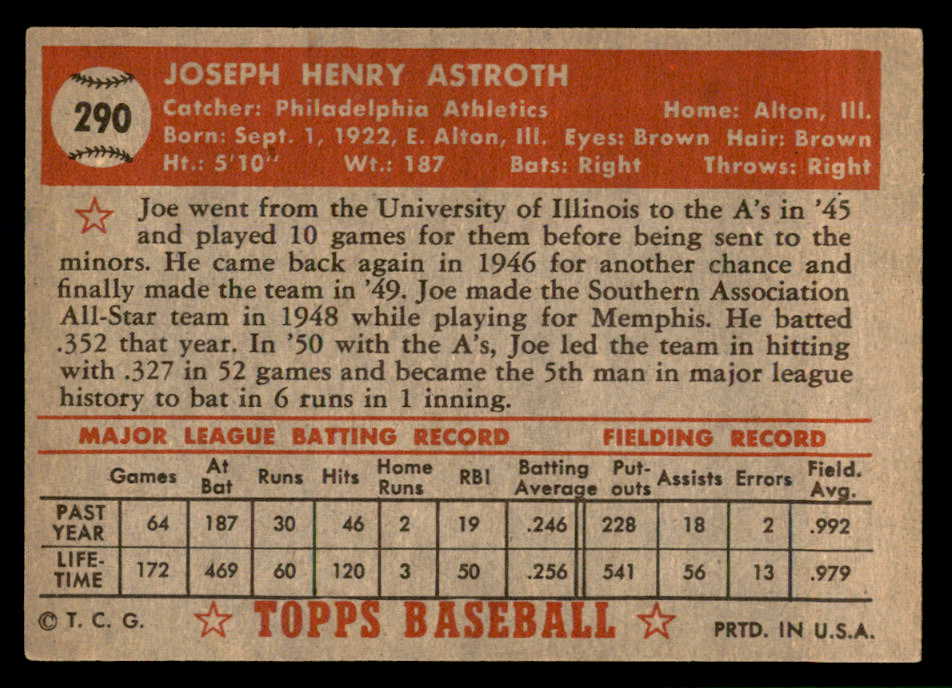 290
JOSEPH HENRY ASTROTH
Catcher: Philadelphia Athletics Home: Alton, Ill.
Born: Sept. 1, 1922, E. Alton, Ill. Eyes: Brown Hair: Brown
Ht.: 5'10" Wt.: 187 Bats: Right Throws: Right
Joe went from the University of Illinois to the A's in '45
and played 10 games for them before being sent to the
minors. He came back again in 1946 for another chance and
finally made the team in '49. Joe made the Southern Association
All-Star team in 1948 while playing for Memphis. He batted
.352 that year. In '50 with the A's, Joe led the team in hitting
with .327 in 52 games and became the 5th man in major league
history to bat in 6 runs in 1 inning.
MAJOR LEAGUE BATTING RECORD FIELDING RECORD
Games At Bat Runs Hits Home Runs RBI Batting Average Put-outs Assists Errors Field. Avg.
PAST YEAR 64 187 30 46 2 19 .246 228 18 2 .992
LIFE-TIME 172 469 60 120 3 50 .256 541 56 13 .979
© T. C. G. TOPPS BASEBALL PRTD. IN U.S.A.